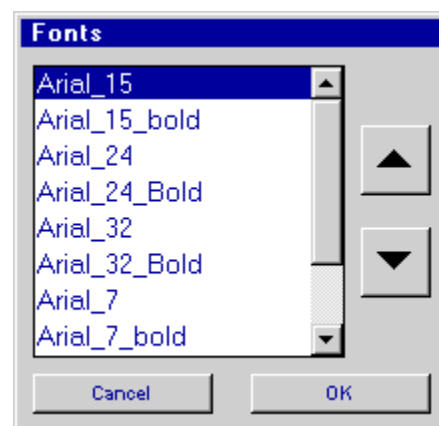 Fonts
Arial_15
Arial_15_bold
Arial_24
Arial_24_Bold
Arial_32
Arial_32_Bold
Arial_7
Arial_7_bold
Cancel
OK